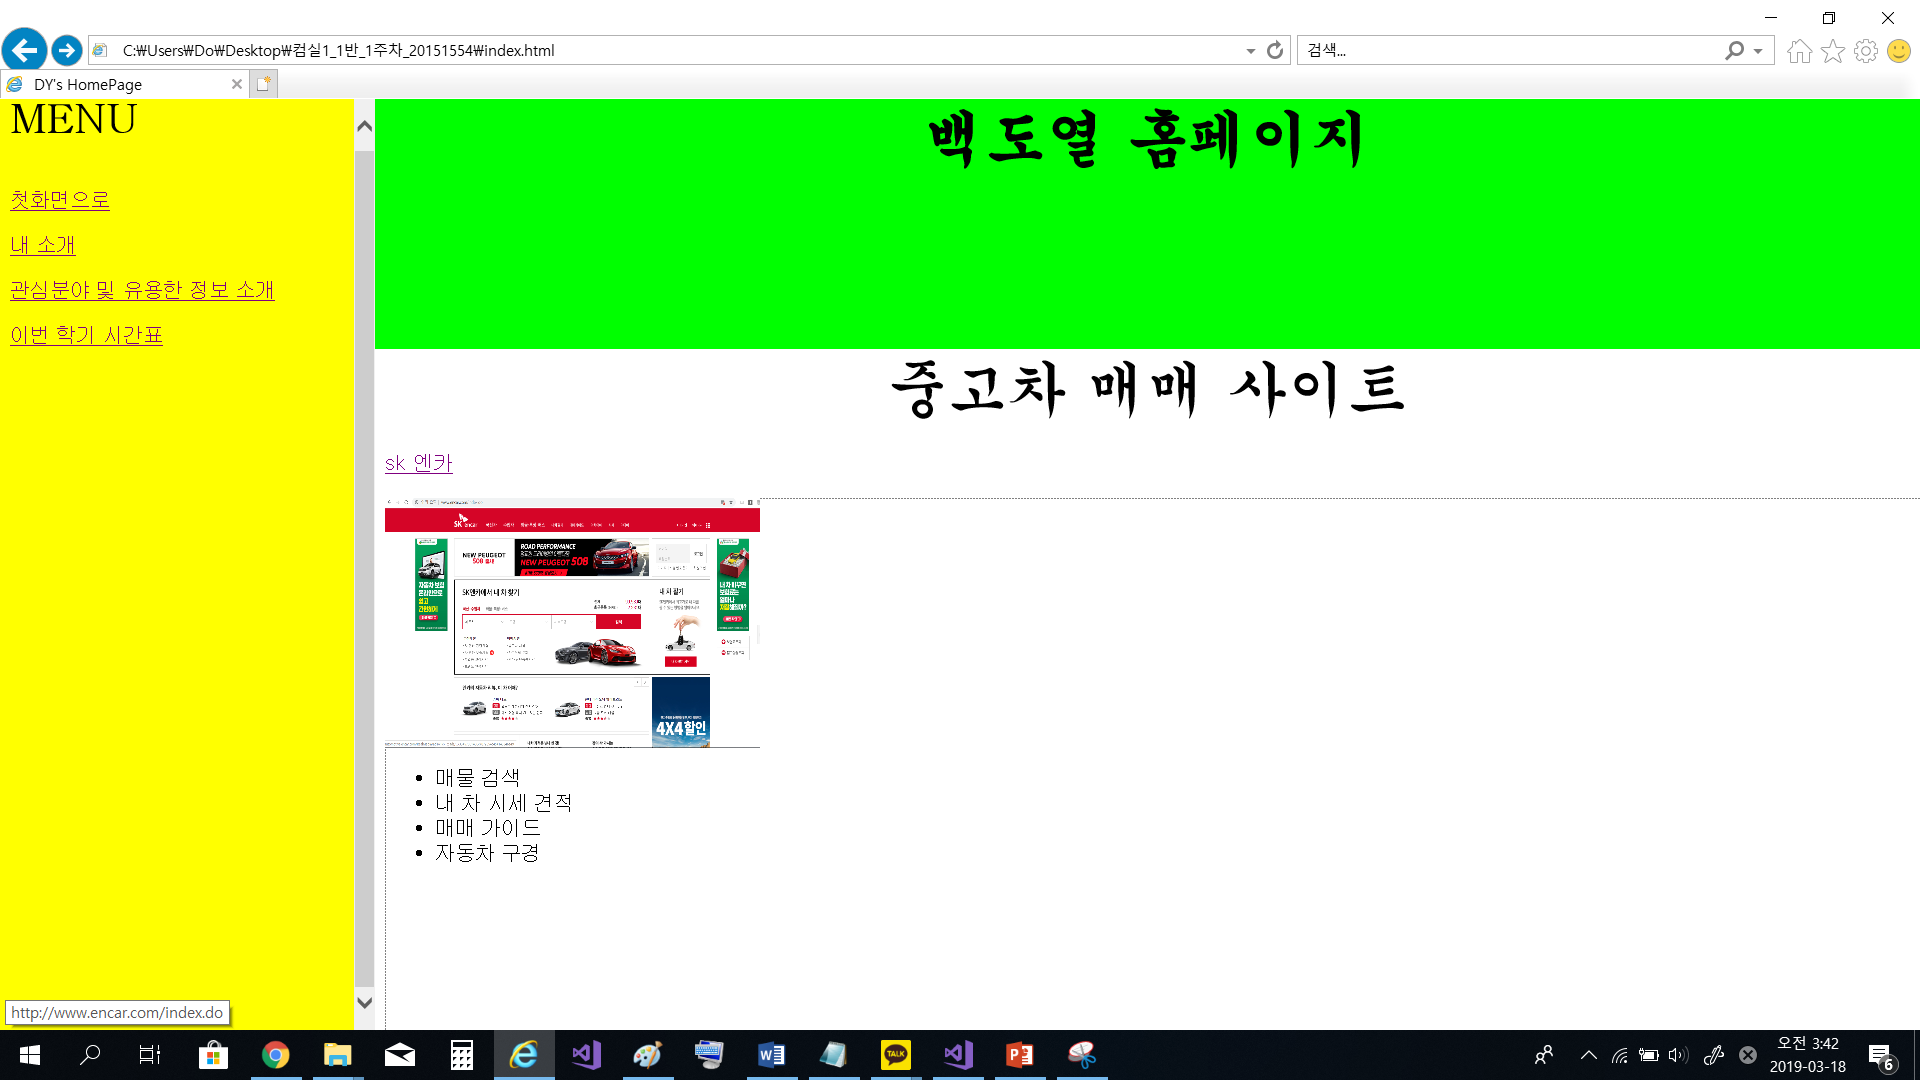 C:₩Users₩Do₩Desktop₩컴실1_1반_1주차_20151554₩index.html
검색...
DY's HomePage
MENU
첫화면으로
내 소개
관심분야 및 유용한 정보 소개
이번 학기 시간표
백도열 홈페이지
중고차 매매 사이트
sk 엔카
SK encar
NEW PEUGEOT
ROAD PERFORMANCE
NEW PEUGEOT 508
SK엔카에서 내 차 찾기
내 차 팔기
4X4할인
매물 검색
내 차 시세 견적
매매 가이드
자동차 구경
http://www.encar.com/index.do
TALK
오전 3:42
2019-03-18
6